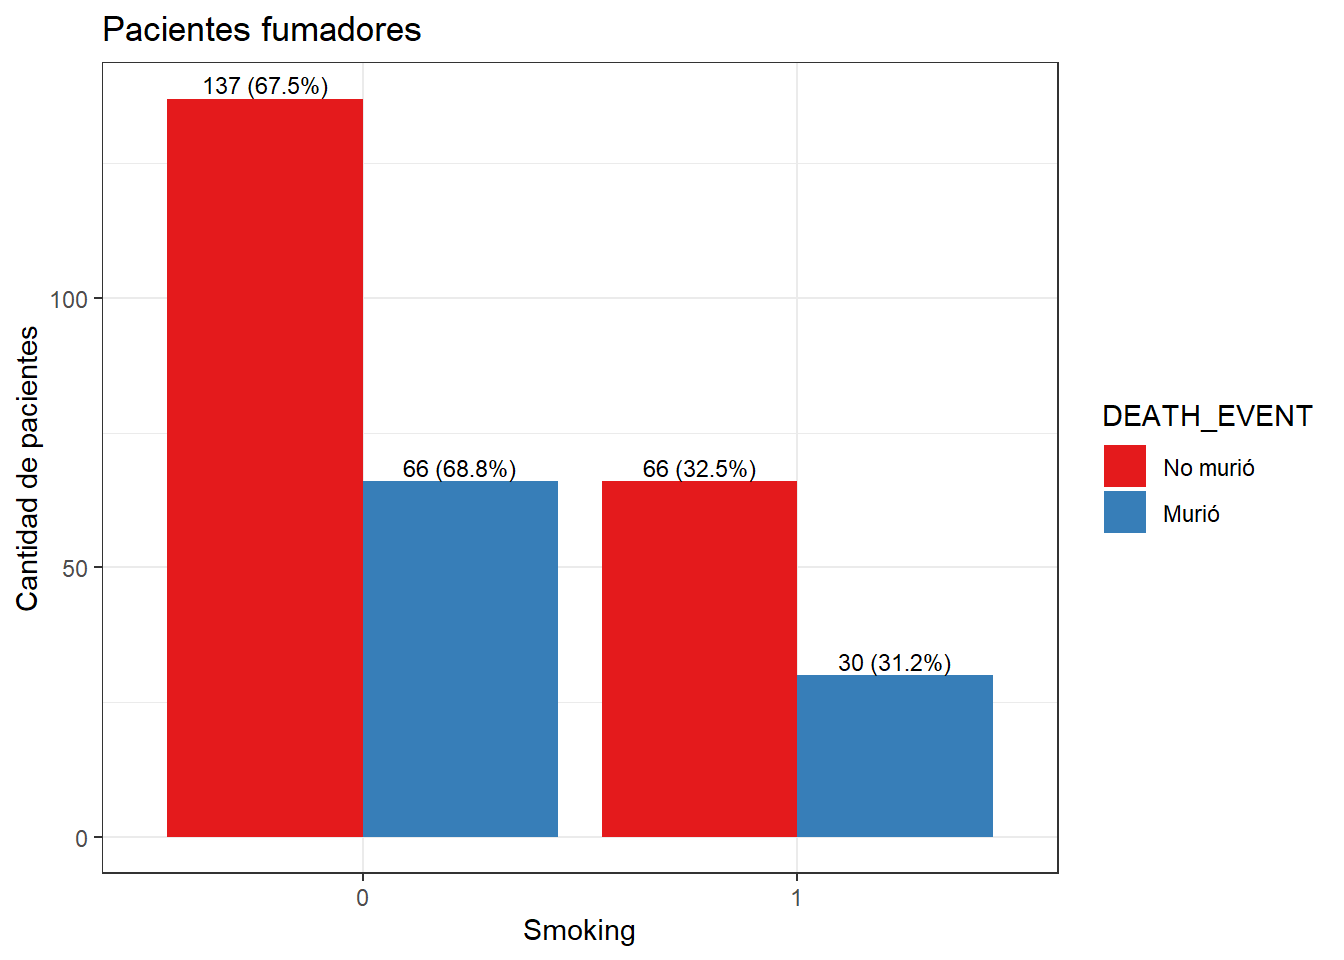 Pacientes fumadores
137 (67.5%)
66 (68.8%)
66 (32.5%)
30 (31.2%)
100
50
0
Cantidad de pacientes
0
1
Smoking
DEATH_EVENT
No murió
Murió